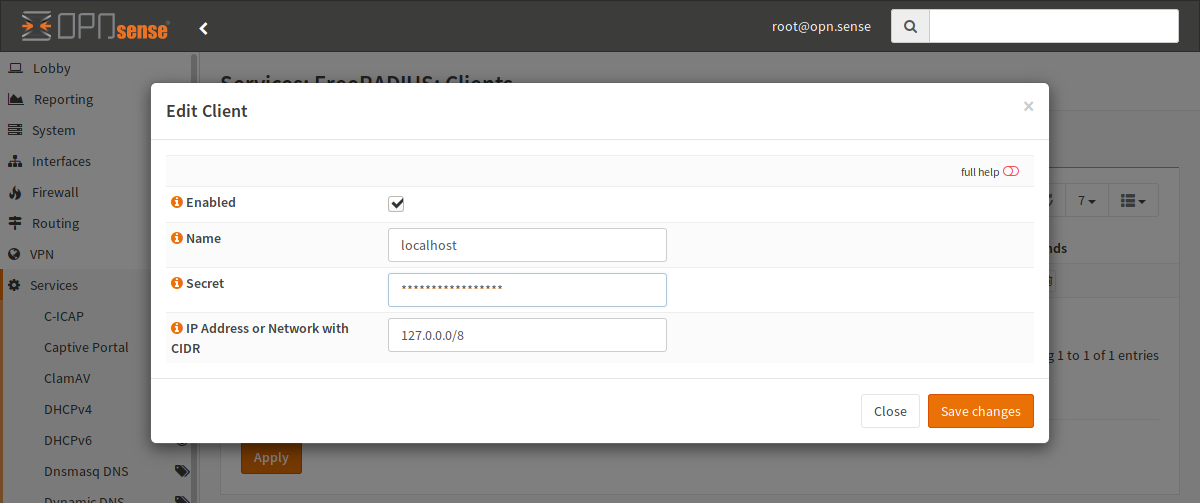 OPNsense
root@opn.sense
Lobby
Reporting
System
Interfaces
Firewall
Routing
VPN
Services
C-ICAP
Captive Portal
ClamAV
DHCPv4
DHCPv6
Dnsmasq DNS
Dynamic DNS
Services: FreeRADIUS: Clients
Edit Client
×
full help
Enabled
Name
localhost
Secret
*****************
IP Address or Network with
CIDR
127.0.0.0/8
Close
Save changes
7
nds
g 1 to 1 of 1 entries
Apply